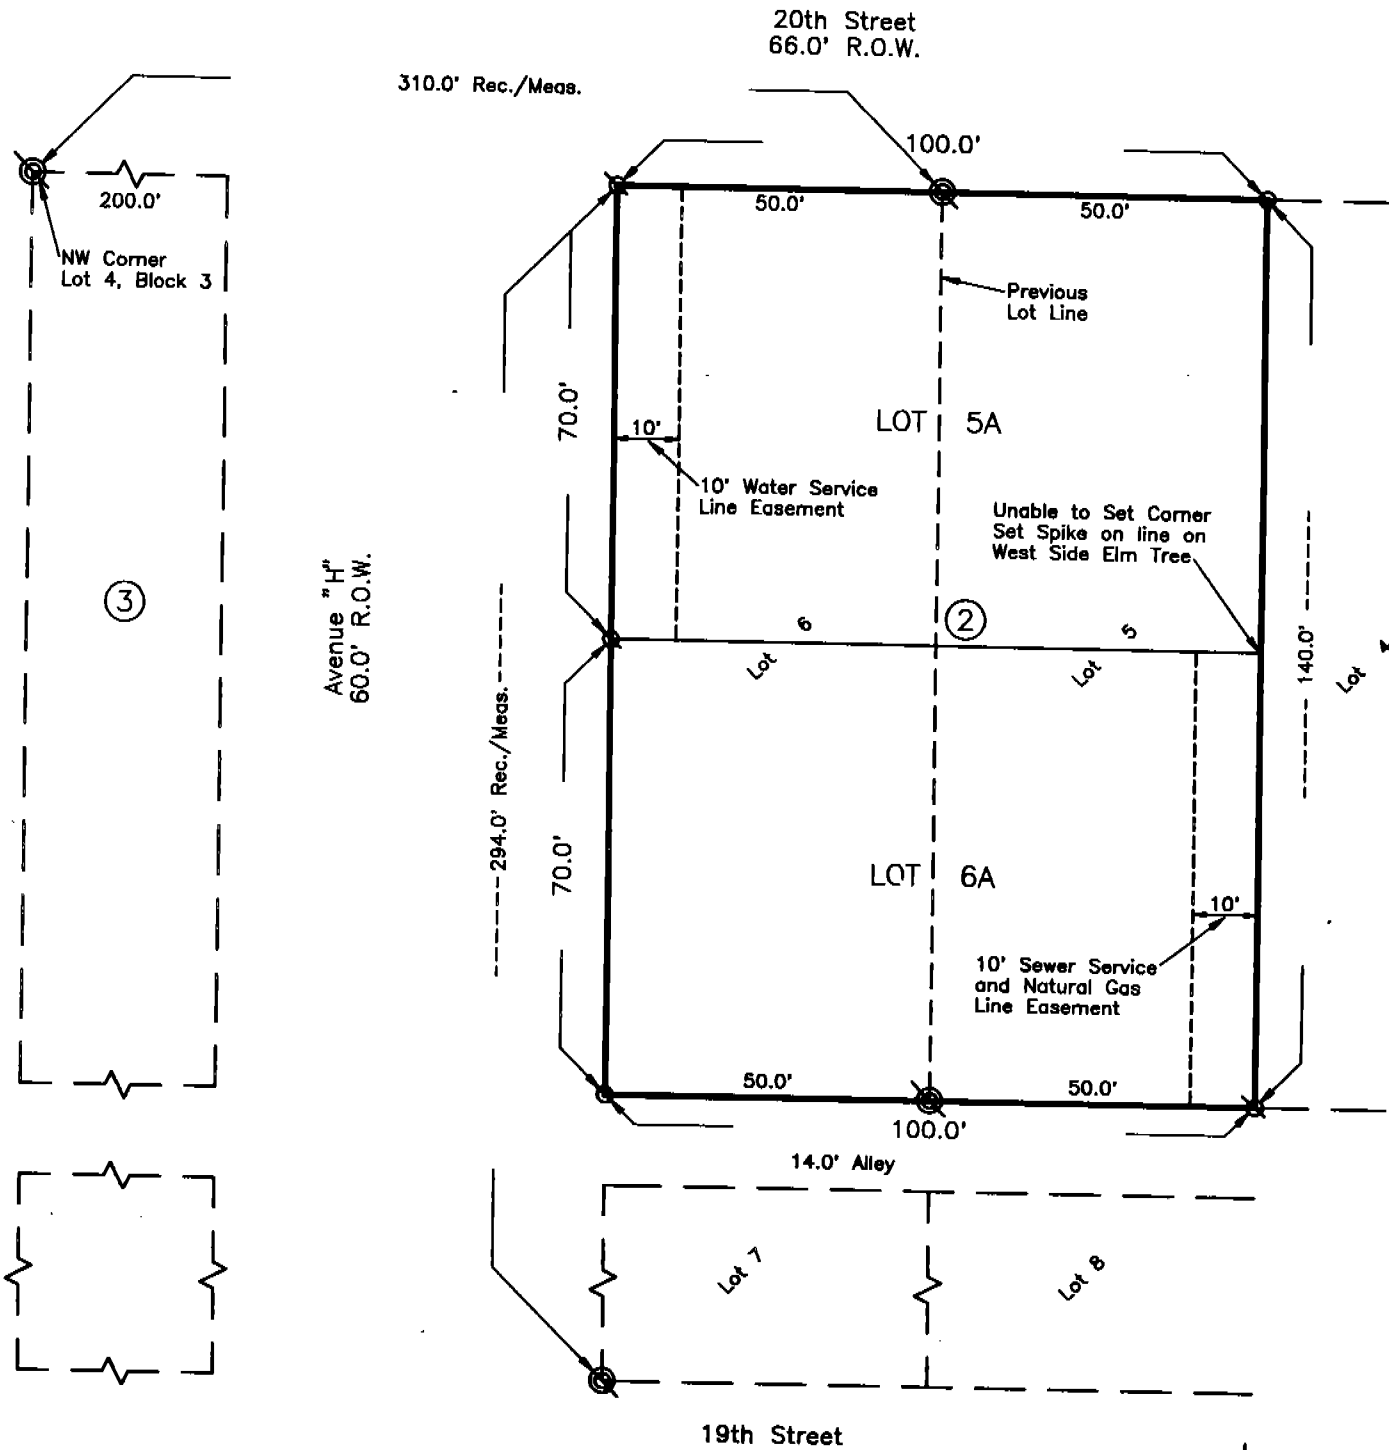 20th Street
66.0' R.O.W.
310.0' Rec./Meas.
100.0'
200.0'
50.0'
50.0'
NW Corner
Lot 4, Block 3
Previous
Lot Line
70.0'
LOT 5A
10'
10' Water Service
Line Easement
Unable to Set Corner
Set Spike on line on
West Side Elm Tree
3
Avenue "H"
60.0' R.O.W.
2
Lot 6
Lot 5
140.0'
Lot
294.0' Rec./Meas.
70.0'
LOT 6A
10'
10' Sewer Service
and Natural Gas
Line Easement
50.0'
50.0'
100.0'
14.0' Alley
Lot 7
Lot 8
19th Street